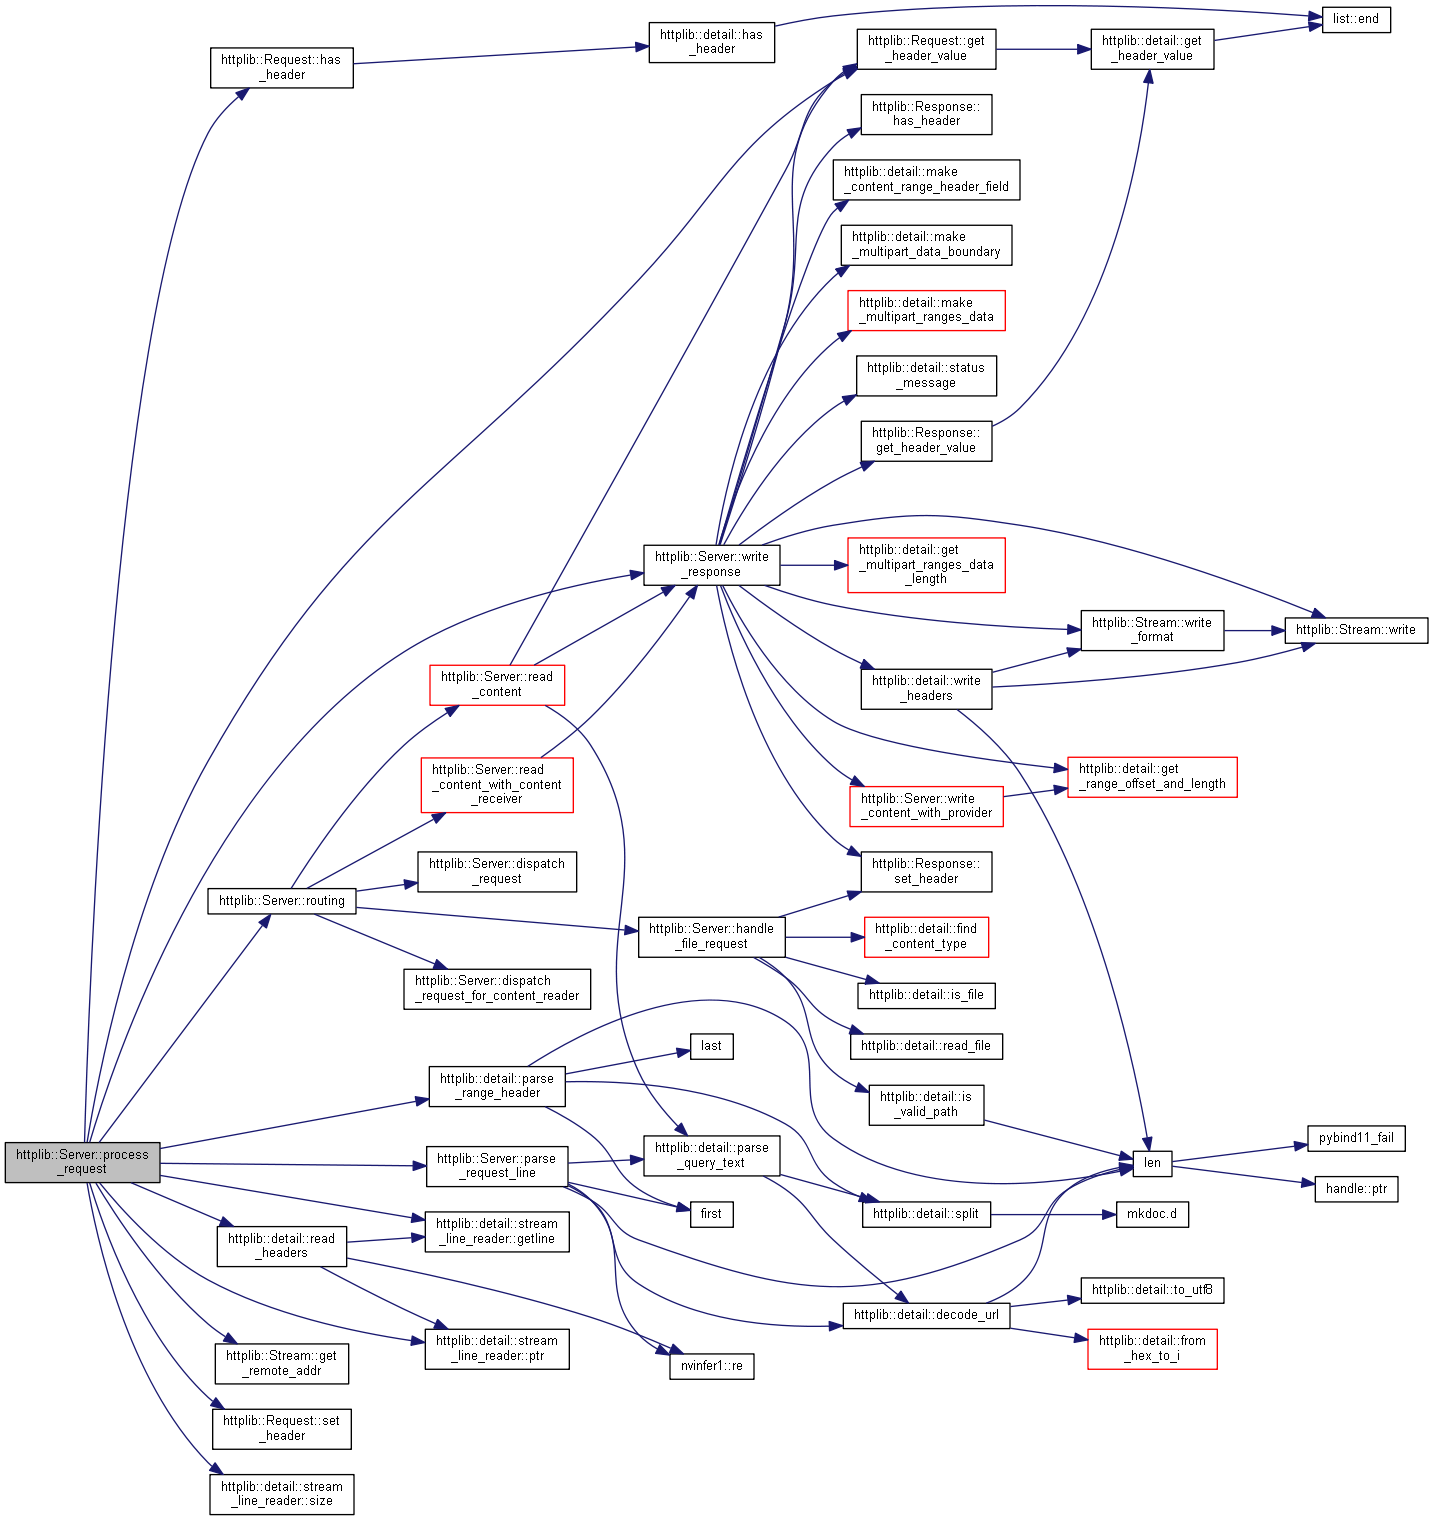 list::end
httplib::Request::has
_header
httplib::detail::has
_header
httplib::Request::get
_header_value
httplib::detail::get
_header_value
httplib::Response::
has_header
httplib::detail::make
_content_range_header_field
httplib::detail::make
_multipart_data_boundary
httplib::detail::make
_multipart_ranges_data
httplib::detail::status
_message
httplib::Response::
get_header_value
httplib::Server::write
_response
httplib::detail::get
_multipart_ranges_data
_length
httplib::Stream::write
_format
httplib::Stream::write
httplib::Server::read
_content
httplib::detail::write
_headers
httplib::Server::read
_content_with_content
_receiver
httplib::detail::get
_range_offset_and_length
httplib::Server::write
_content_with_provider
httplib::Server::dispatch
_request
httplib::Response::
set_header
httplib::Server::routing
httplib::Server::handle
_file_request
httplib::detail::find
_content_type
httplib::Server::dispatch
_request_for_content_reader
httplib::detail::is_file
httplib::detail::read_file
last
httplib::detail::parse
_range_header
httplib::detail::is
_valid_path
httplib::Server::process
_request
httplib::Server::parse
_request_line
httplib::detail::parse
_query_text
len
pybind11_fail
handle::ptr
first
httplib::detail::split
mkdoc.d
httplib::detail::read
_headers
httplib::detail::stream
_line_reader::getline
httplib::detail::to_utf8
httplib::detail::decode_url
httplib::detail::from
_hex_to_i
httplib::Stream::get
_remote_addr
httplib::detail::stream
_line_reader::ptr
nvinfer1::re
httplib::Request::set
_header
httplib::detail::stream
_line_reader::size